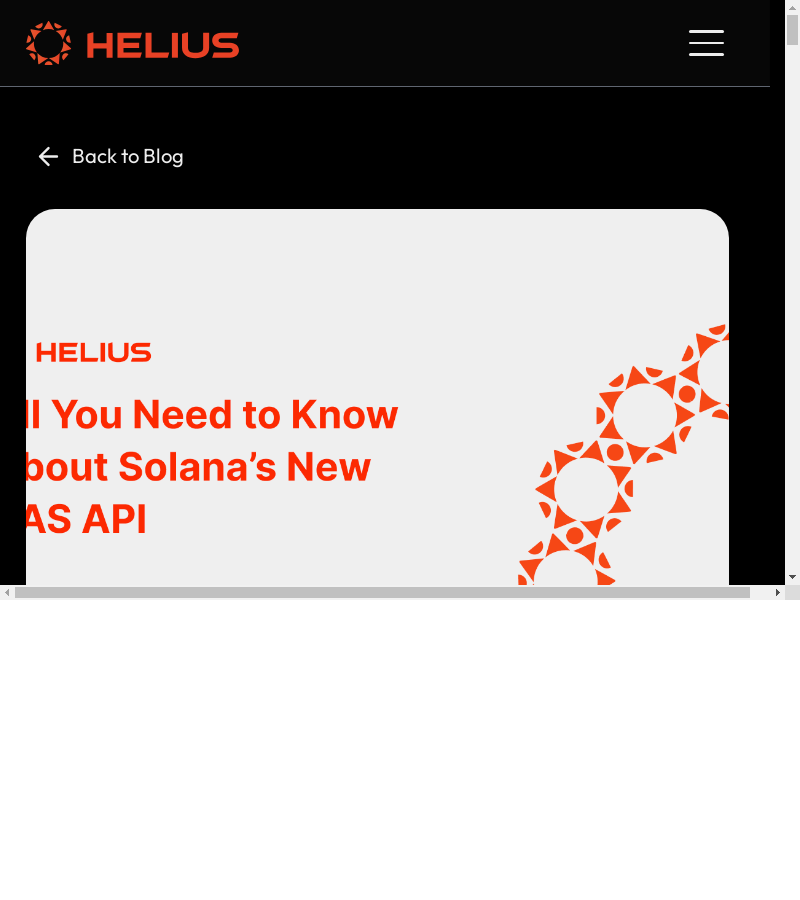 HELIUS
Back to Blog
HELIUS
ll You Need to Know
bout Solana’s New
AS API